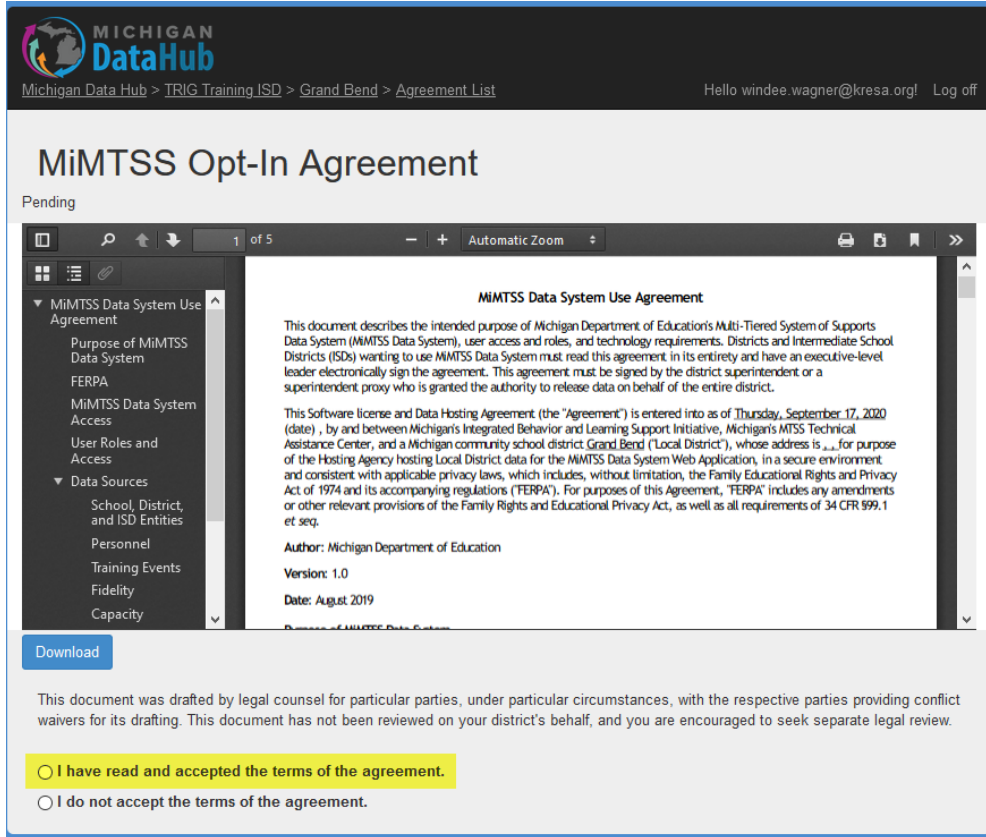 MICHIGAN
DataHub
Michigan Data Hub > TRIG Training ISD > Grand Bend > Agreement List
Hello windee.wagner@kresa.org! Log off
MiMTSS Opt-In Agreement
Pending
1 of 5
Automatic Zoom
MiMTSS Data System Use
Agreement
Purpose of MiMTSS
Data System
FERPA
MiMTSS Data System
Access
User Roles and
Access
Data Sources
School, District,
and ISD Entities
Personnel
Training Events
Fidelity
Capacity
MiMTSS Data System Use Agreement
This document describes the intended purpose of Michigan Department of Education's Multi-Tiered System of Supports
Data System (MiMTSS Data System), user access and roles, and technology requirements. Districts and Intermediate School
Districts (ISDs) wanting to use MiMTSS Data System must read this agreement in its entirety and have an executive-level
leader electronically sign the agreement. This agreement must be signed by the district superintendent or a
superintendent proxy who is granted the authority to release data on behalf of the entire district.
This Software license and Data Hosting Agreement (the "Agreement") is entered into as of Thursday, September 17, 2020
(date) , by and between Michigan's Integrated Behavior and Learning Support Initiative, Michigan's MTSS Technical
Assistance Center, and a Michigan community school district Grand Bend ("Local District"), whose address is , , for purpose
of the Hosting Agency hosting Local District data for the MiMTSS Data System Web Application, in a secure environment
and consistent with applicable privacy laws, which includes, without limitation, the Family Educational Rights and Privacy
Act of 1974 and its accompanying regulations ("FERPA"). For purposes of this Agreement, "FERPA" includes any amendments
or other relevant provisions of the Family Rights and Educational Privacy Act, as well as all requirements of 34 CFR §99.1
et seq.
Author: Michigan Department of Education
Version: 1.0
Date: August 2019
Purpose of MiMTSS Data System
Download
This document was drafted by legal counsel for particular parties, under particular circumstances, with the respective parties providing conflict
waivers for its drafting. This document has not been reviewed on your district's behalf, and you are encouraged to seek separate legal review.
I have read and accepted the terms of the agreement.
I do not accept the terms of the agreement.